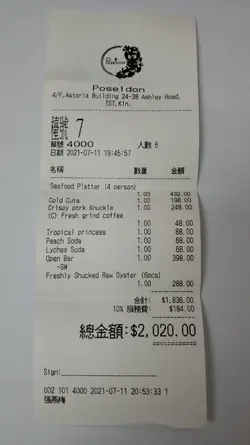 Poseidon
4/F, Astoria Building 24-38 Ashley Road,
TST, Kln.
檯號 7
單號 4000 人數 6
日期 2021-07-11 19:45:57
名稱 數量 金額
Seafood Platter (4 person)
1.00 432.00
Cold Cuts 1.00 198.00
Crispy pork Knuckle 1.00 248.00
(C) Fresh grind coffee
1.00 48.00
Tropical princess 1.00 68.00
Peach Soda 1.00 68.00
Lychee Soda 1.00 68.00
Open Bar 1.00 398.00
-SW
Freshly Shucked Raw Oyster (6pcs)
1.00 288.00
合計: $1,836.00
10% 服務費: $184.00
總金額: $2,020.00
Sign:
002 101 4000 2021-07-11 20:53:33 1